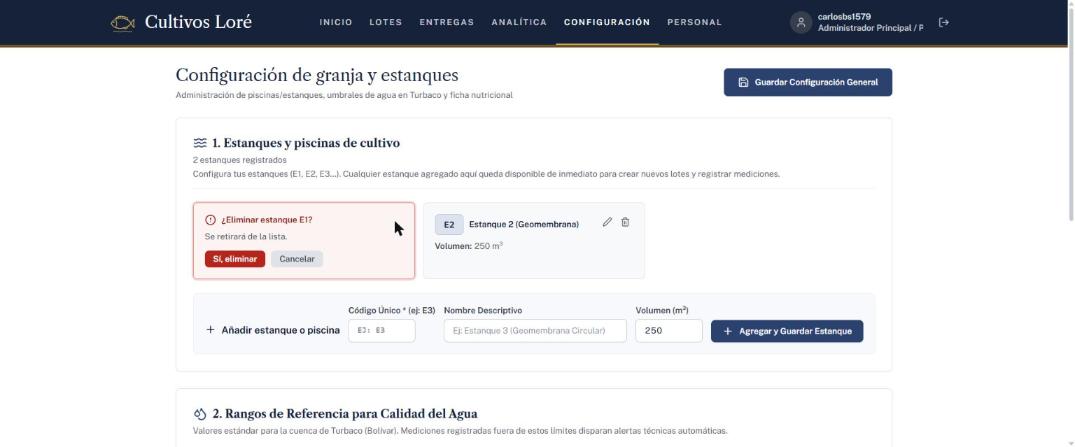 Cultivos Loré
INICIO LOTES ENTREGAS ANALÍTICA CONFIGURACIÓN PERSONAL
carlosbs1579
Administrador Principal / P
Configuración de granja y estanques
Administración de piscinas/estanques, umbrales de agua en Turbaco y ficha nutricional
Guardar Configuración General
1. Estanques y piscinas de cultivo
2 estanques registrados
Configura tus estanques (E1, E2, E3...). Cualquier estanque agregado aquí queda disponible de inmediato para crear nuevos lotes y registrar mediciones.
¿Eliminar estanque E1?
Se retirará de la lista.
Sí, eliminar Cancelar
E2 Estanque 2 (Geomembrana)
Volumen: 250 m³
Añadir estanque o piscina
Código Único * (ej: E3) Nombre Descriptivo Volumen (m³)
EJ: E3 Ej: Estanque 3 (Geomembrana Circular) 250 Agregar y Guardar Estanque
2. Rangos de Referencia para Calidad del Agua
Valores estándar para la cuenca de Turbaco (Bolívar). Mediciones registradas fuera de estos límites disparan alertas técnicas automáticas.